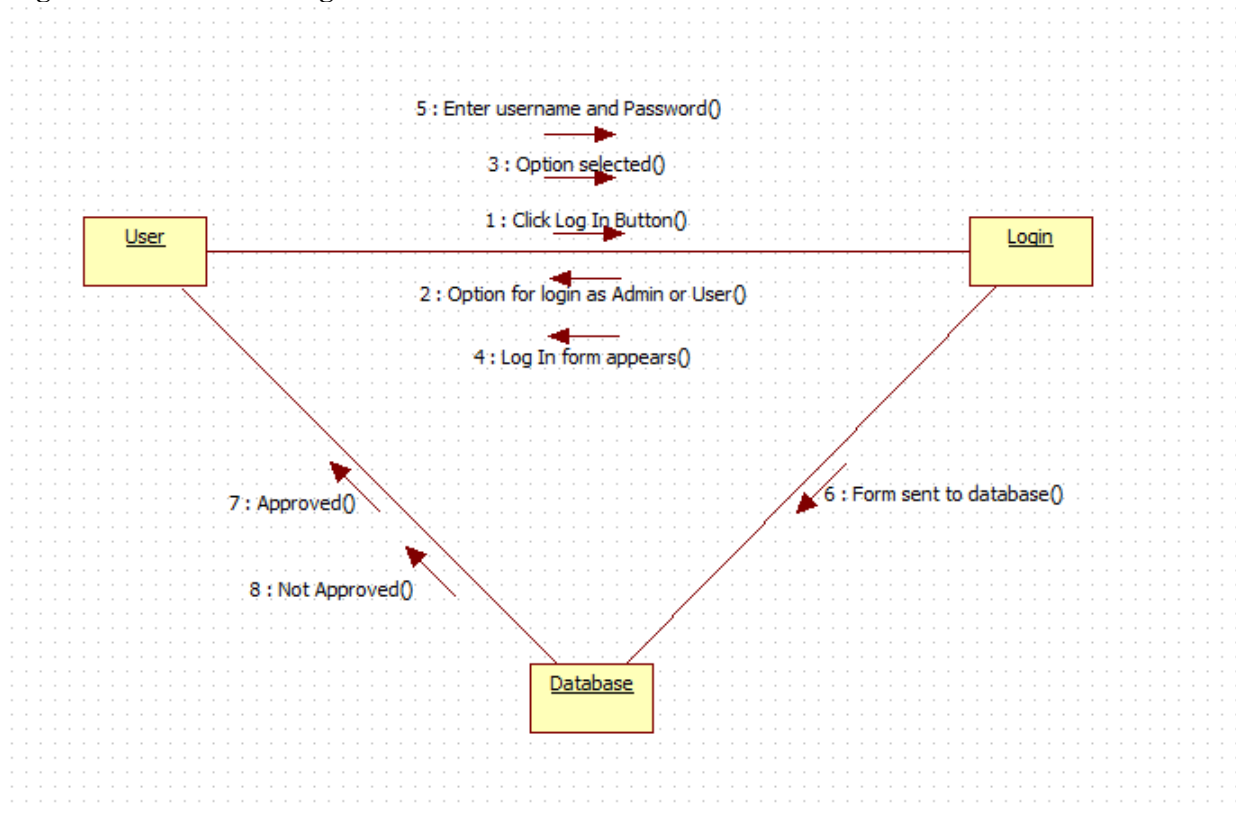 5 : Enter username and Password()
3 : Option selected()
1 : Click Log In Button()
User
Login
2 : Option for login as Admin or User()
4 : Log In form appears()
7 : Approved()
6 : Form sent to database()
8 : Not Approved()
Database